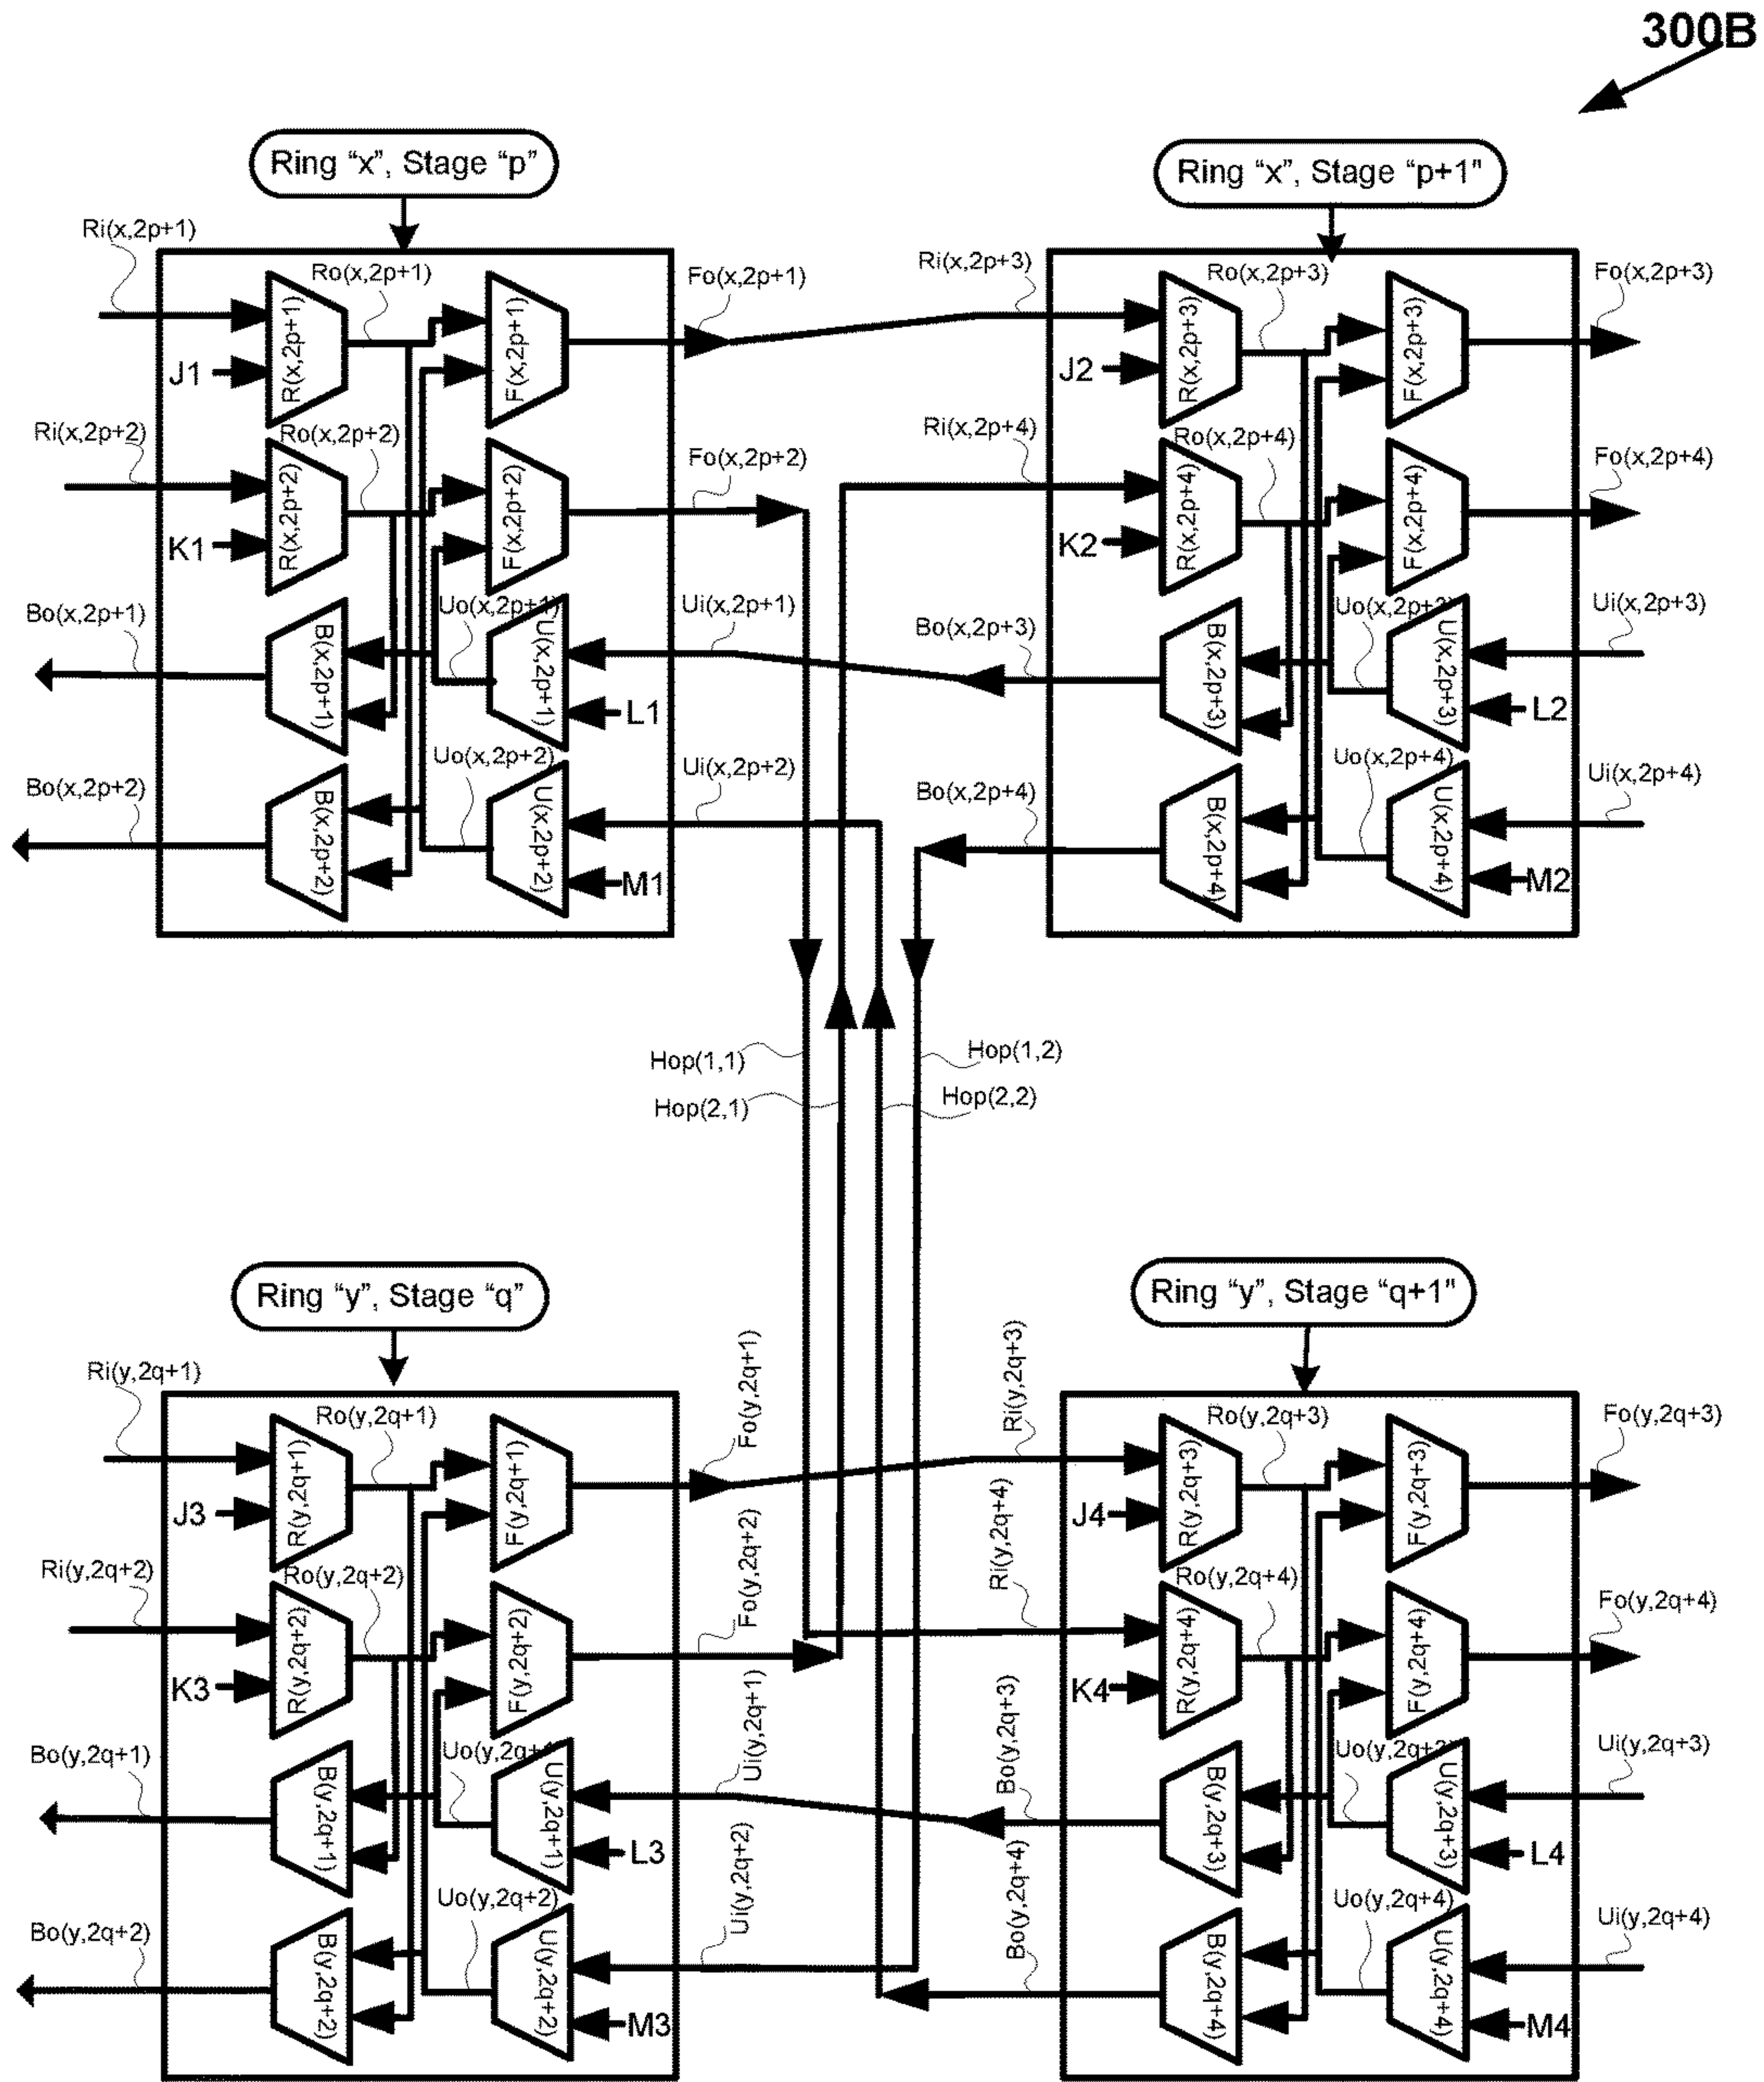 300B
Ring “x”, Stage “p”
Ring “x”, Stage “p+1”
Ri(x,2p+1)
Ro(x,2p+1)
R(x,2p+1)
F(x,2p+1)
Fo(x,2p+1)
J1
Ri(x,2p+2)
Ro(x,2p+2)
R(x,2p+2)
F(x,2p+2)
Fo(x,2p+2)
K1
Bo(x,2p+1)
B(x,2p+1)
Uo(x,2p+1)
U(x,2p+1)
Ui(x,2p+1)
L1
Bo(x,2p+2)
B(x,2p+2)
Uo(x,2p+2)
U(x,2p+2)
Ui(x,2p+2)
M1
Ri(x,2p+3)
Ro(x,2p+3)
R(x,2p+3)
F(x,2p+3)
Fo(x,2p+3)
J2
Ri(x,2p+4)
Ro(x,2p+4)
R(x,2p+4)
F(x,2p+4)
Fo(x,2p+4)
K2
Bo(x,2p+3)
B(x,2p+3)
U(x,2p+3)
Ui(x,2p+3)
L2
Bo(x,2p+4)
B(x,2p+4)
Uo(x,2p+4)
U(x,2p+4)
Ui(x,2p+4)
M2
Hop(1,1)
Hop(1,2)
Hop(2,1)
Hop(2,2)
Ring “y”, Stage “q”
Ring “y”, Stage “q+1”
Ri(y,2q+1)
Ro(y,2q+1)
R(y,2q+1)
F(y,2q+1)
Fo(y,2q+1)
J3
Ri(y,2q+2)
Ro(y,2q+2)
R(y,2q+2)
F(y,2q+2)
Fo(y,2q+2)
K3
Bo(y,2q+1)
B(y,2q+1)
U(y,2q+1)
Ui(y,2q+1)
L3
Bo(y,2q+2)
B(y,2q+2)
Uo(y,2q+2)
U(y,2q+2)
Ui(y,2q+2)
M3
Ri(y,2q+3)
Ro(y,2q+3)
R(y,2q+3)
F(y,2q+3)
Fo(y,2q+3)
J4
Ri(y,2q+4)
Ro(y,2q+4)
R(y,2q+4)
F(y,2q+4)
Fo(y,2q+4)
K4
Bo(y,2q+3)
B(y,2q+3)
U(y,2q+3)
Ui(y,2q+3)
L4
Bo(y,2q+4)
B(y,2q+4)
Uo(y,2q+4)
U(y,2q+4)
Ui(y,2q+4)
M4